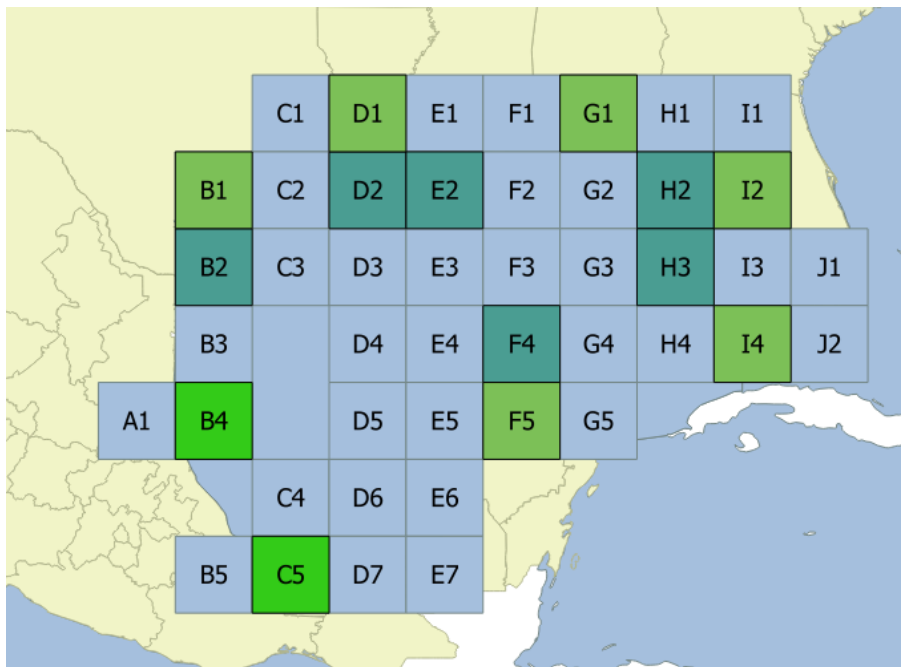 C1 D1 E1 F1 G1 H1 I1
B1 C2 D2 E2 F2 G2 H2 I2
B2 C3 D3 E3 F3 G3 H3 I3 J1
B3 D4 E4 F4 G4 H4 I4 J2
A1 B4 D5 E5 F5 G5
C4 D6 E6
B5 C5 D7 E7